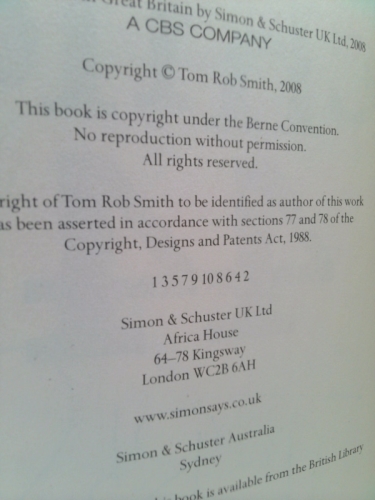 Great Britain by Simon & Schuster UK Ltd, 2008
A CBS COMPANY
Copyright © Tom Rob Smith, 2008
This book is copyright under the Berne Convention.
No reproduction without permission.
All rights reserved.
right of Tom Rob Smith to be identified as author of this work
as been asserted in accordance with sections 77 and 78 of the
Copyright, Designs and Patents Act, 1988.
1 3 5 7 9 10 8 6 4 2
Simon & Schuster UK Ltd
Africa House
64–78 Kingsway
London WC2B 6AH
www.simonsays.co.uk
Simon & Schuster Australia
Sydney
this book is available from the British Library